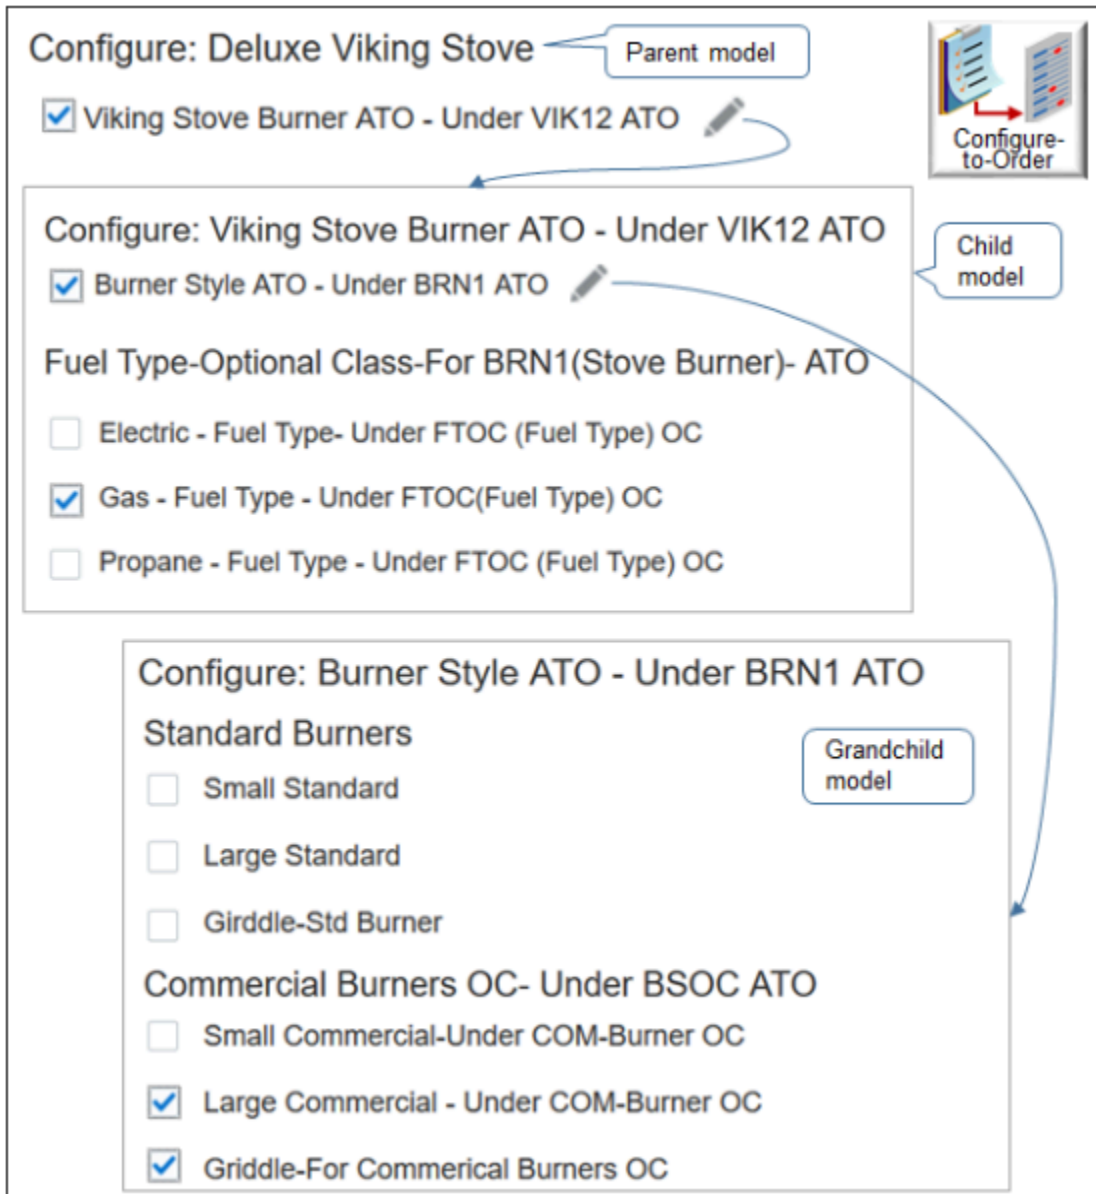 Configure: Deluxe Viking Stove
Parent model
Viking Stove Burner ATO - Under VIK12 ATO
Configure-
to-Order
Configure: Viking Stove Burner ATO - Under VIK12 ATO
Child
model
Burner Style ATO - Under BRN1 ATO
Fuel Type-Optional Class-For BRN1(Stove Burner)- ATO
Electric - Fuel Type- Under FTOC (Fuel Type) OC
Gas - Fuel Type - Under FTOC(Fuel Type) OC
Propane - Fuel Type - Under FTOC (Fuel Type) OC
Configure: Burner Style ATO - Under BRN1 ATO
Standard Burners
Grandchild
model
Small Standard
Large Standard
Girddle-Std Burner
Commercial Burners OC- Under BSOC ATO
Small Commercial-Under COM-Burner OC
Large Commercial - Under COM-Burner OC
Griddle-For Commerical Burners OC